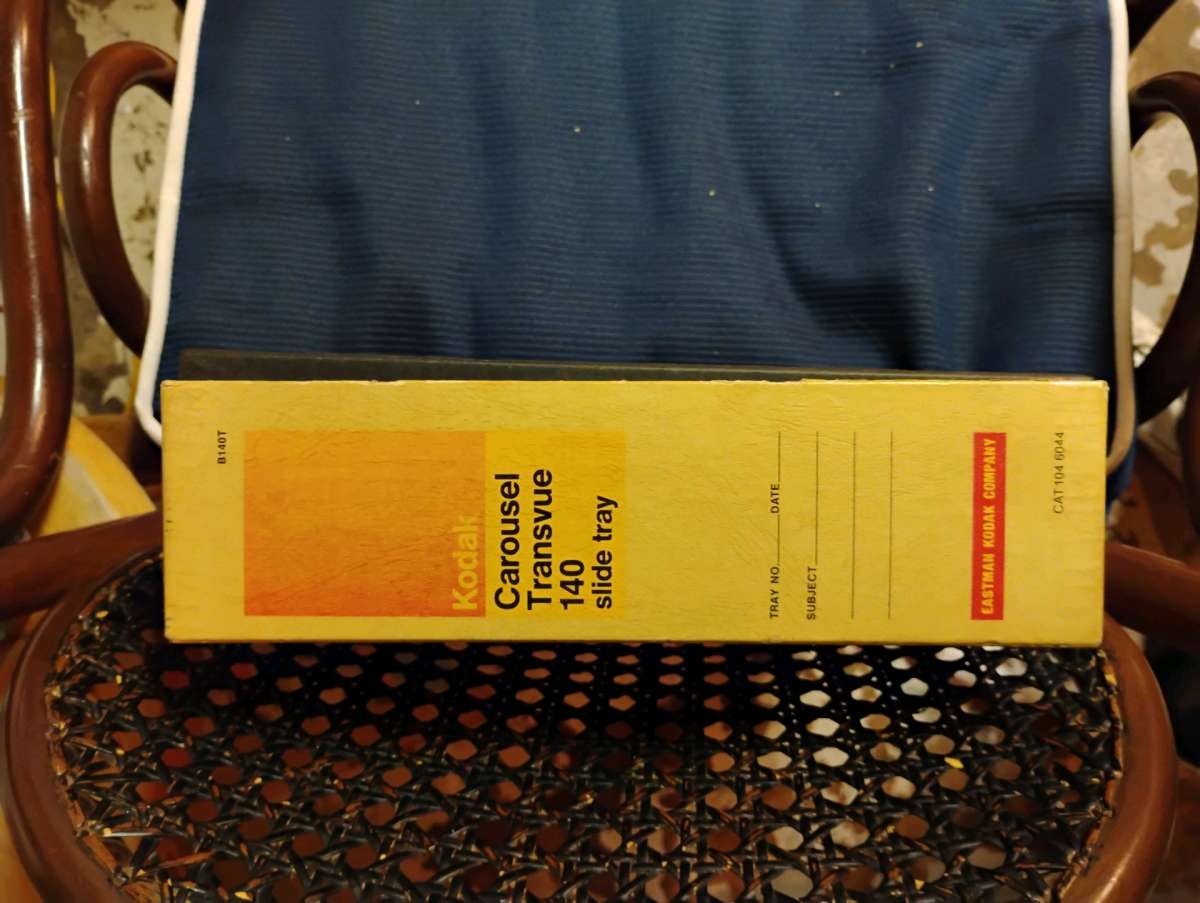 B140T
Kodak
Carousel
Transvue
140
slide tray
TRAY NO. DATE
SUBJECT
EASTMAN KODAK COMPANY
CAT 104 6044